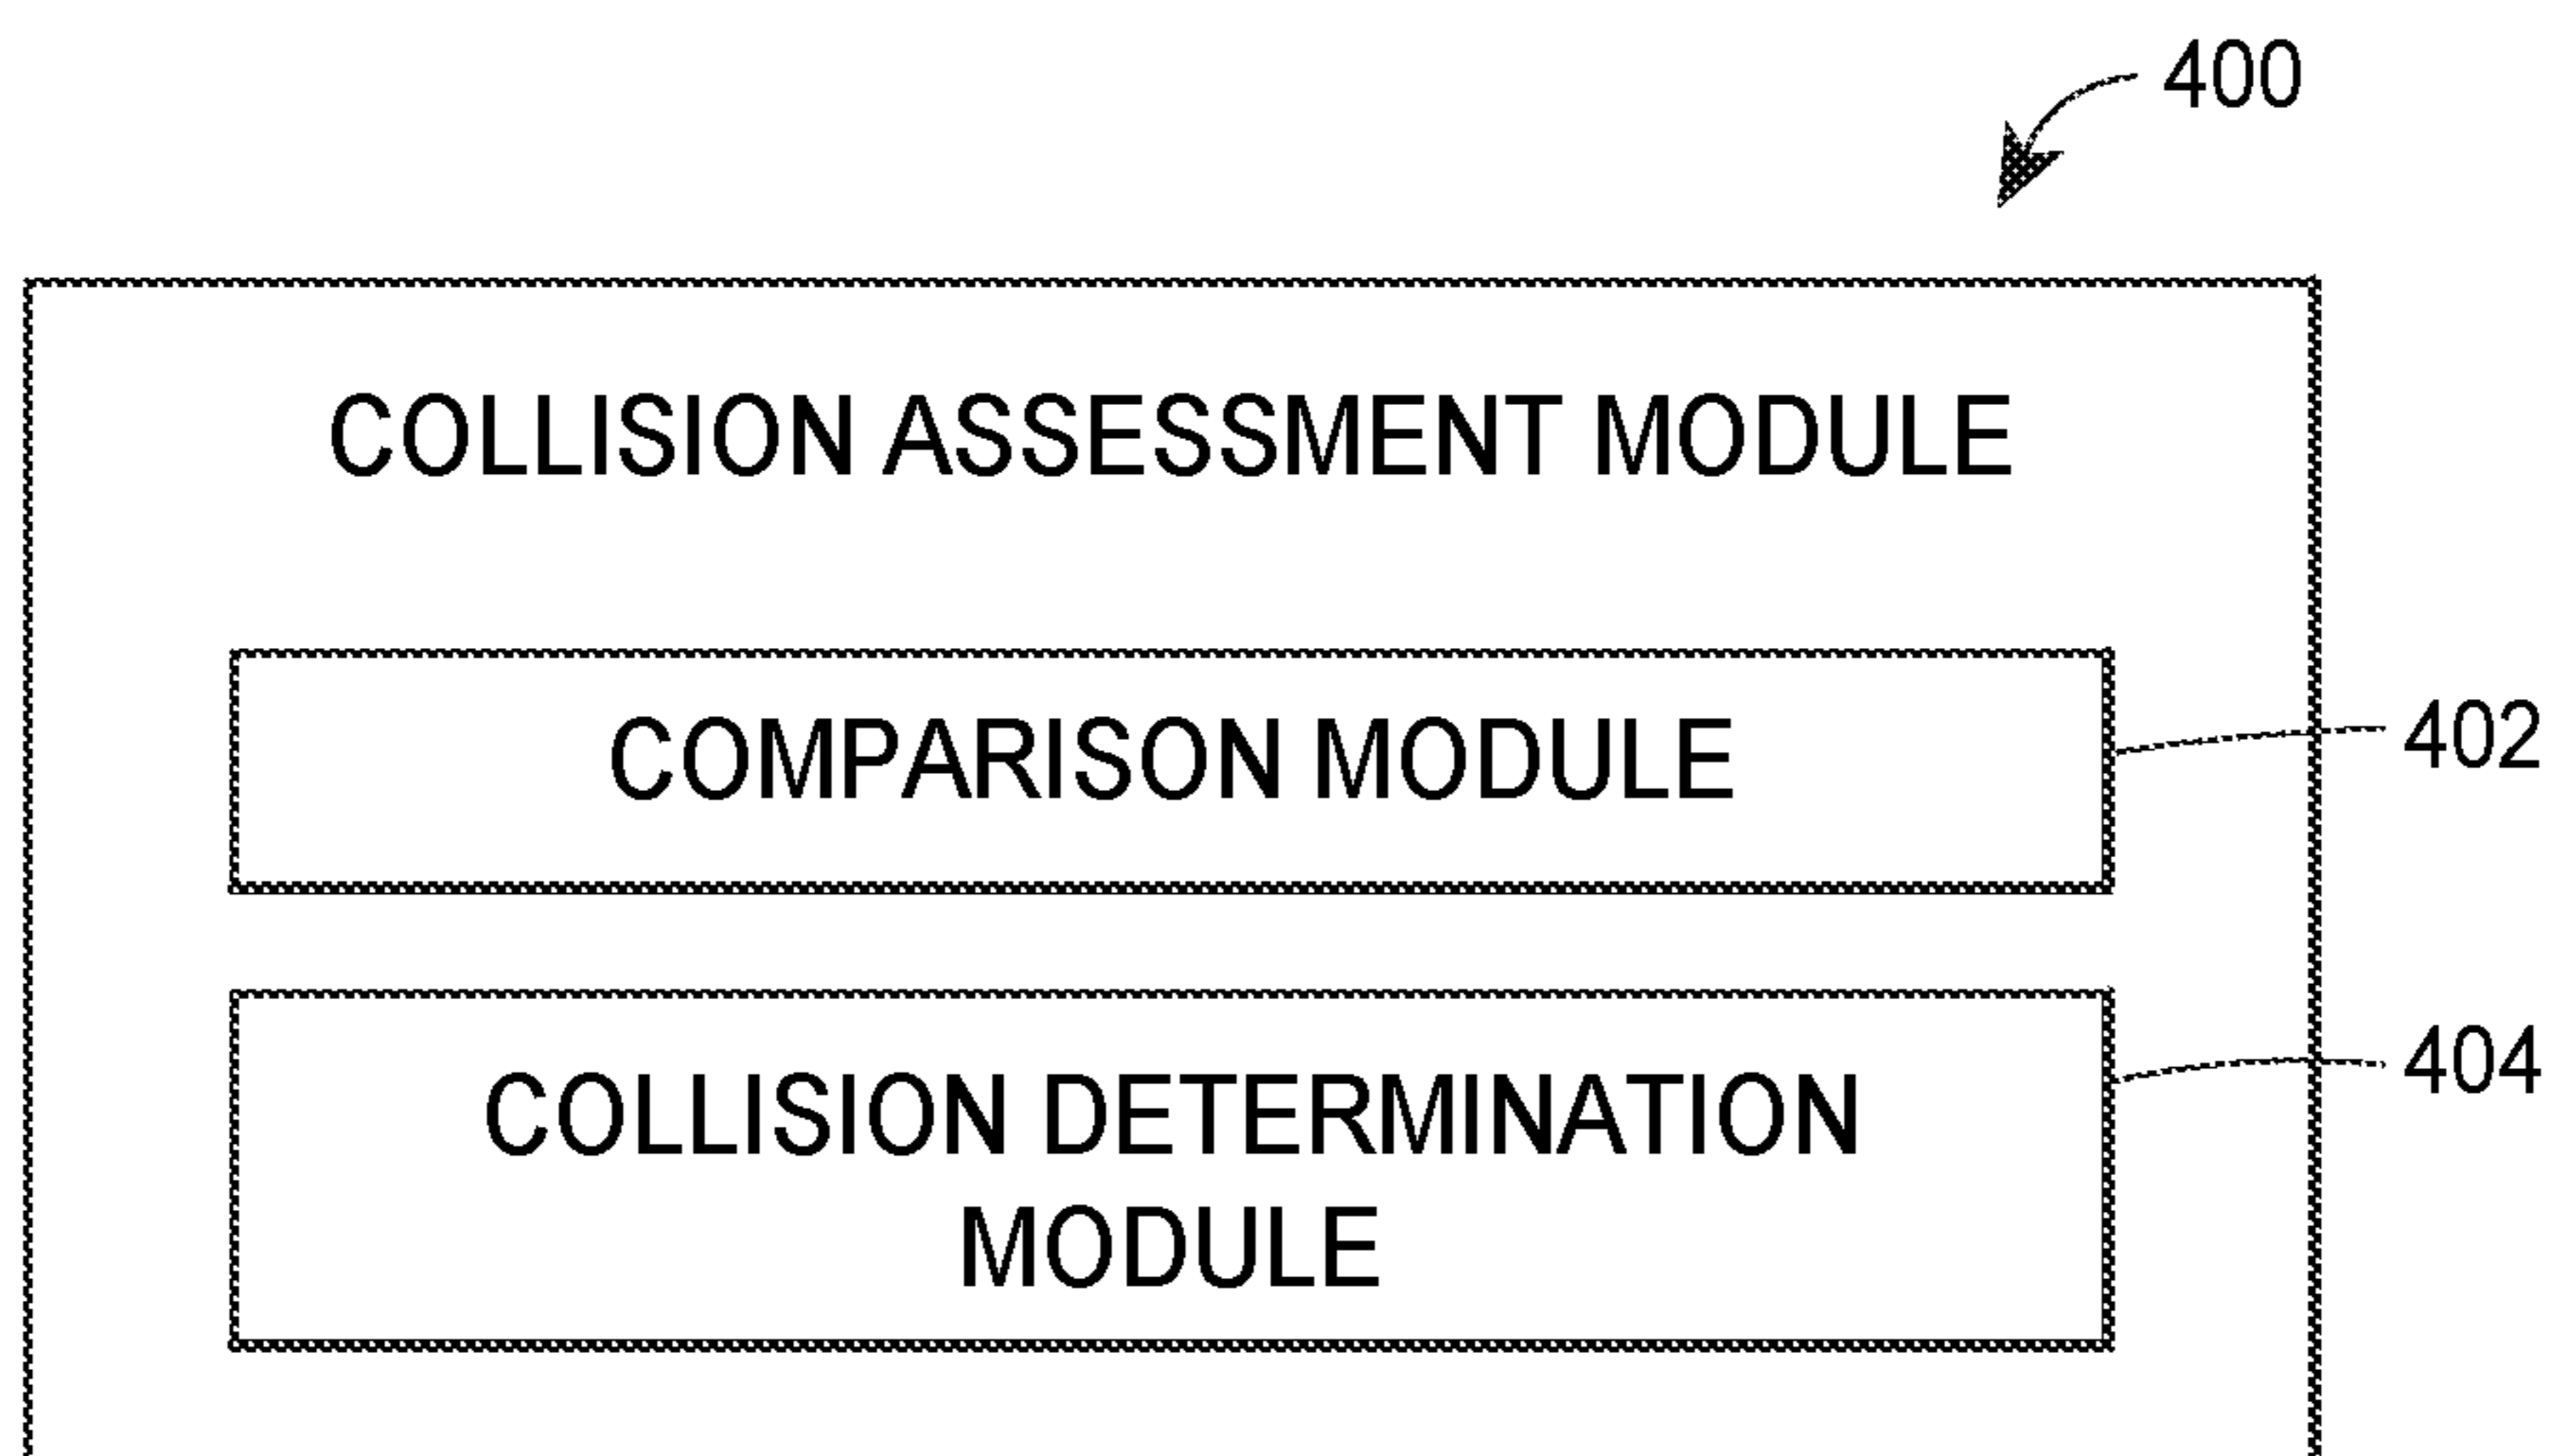 400
COLLISION ASSESSMENT MODULE
COMPARISON MODULE
402
COLLISION DETERMINATION
MODULE
404